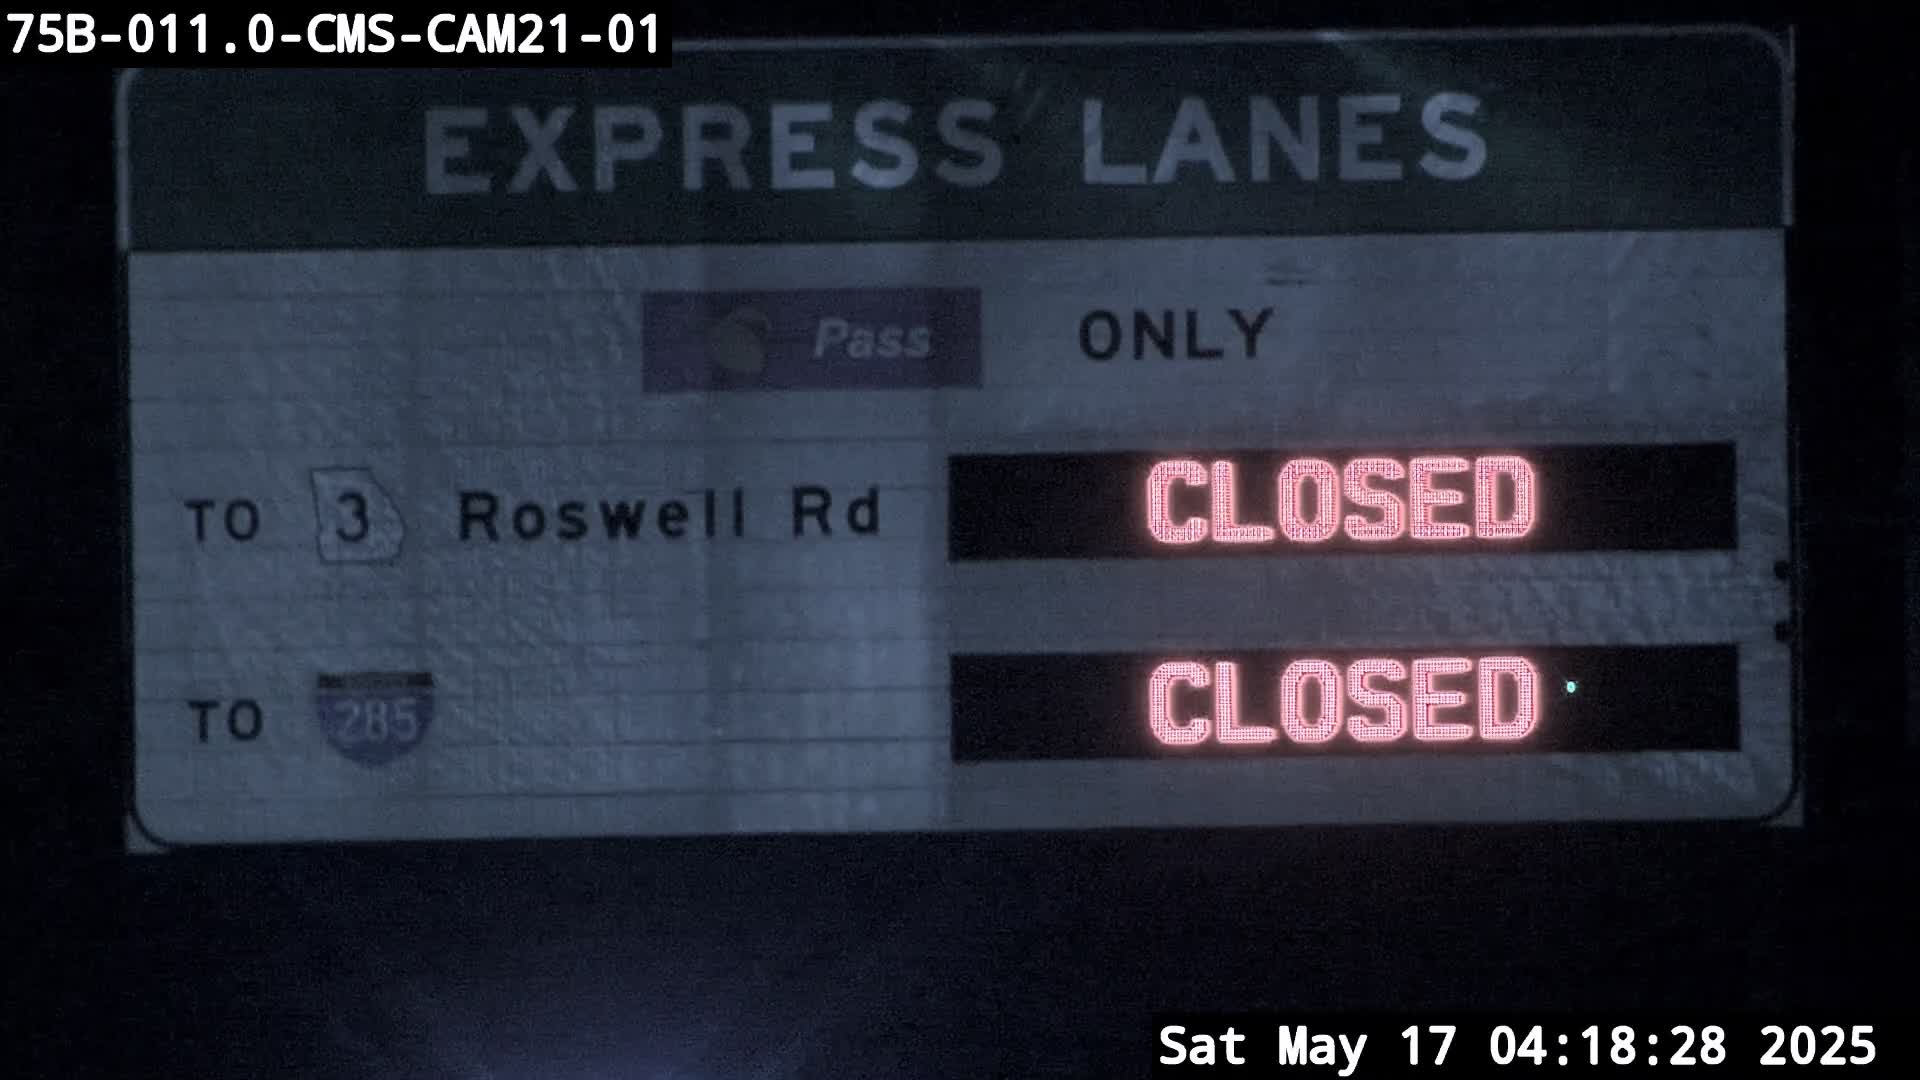 75B-011.0-CMS-CAM21-01
EXPRESS LANES
Pass ONLY
TO 3 Roswell Rd CLOSED
TO 285 CLOSED
Sat May 17 04:18:28 2025